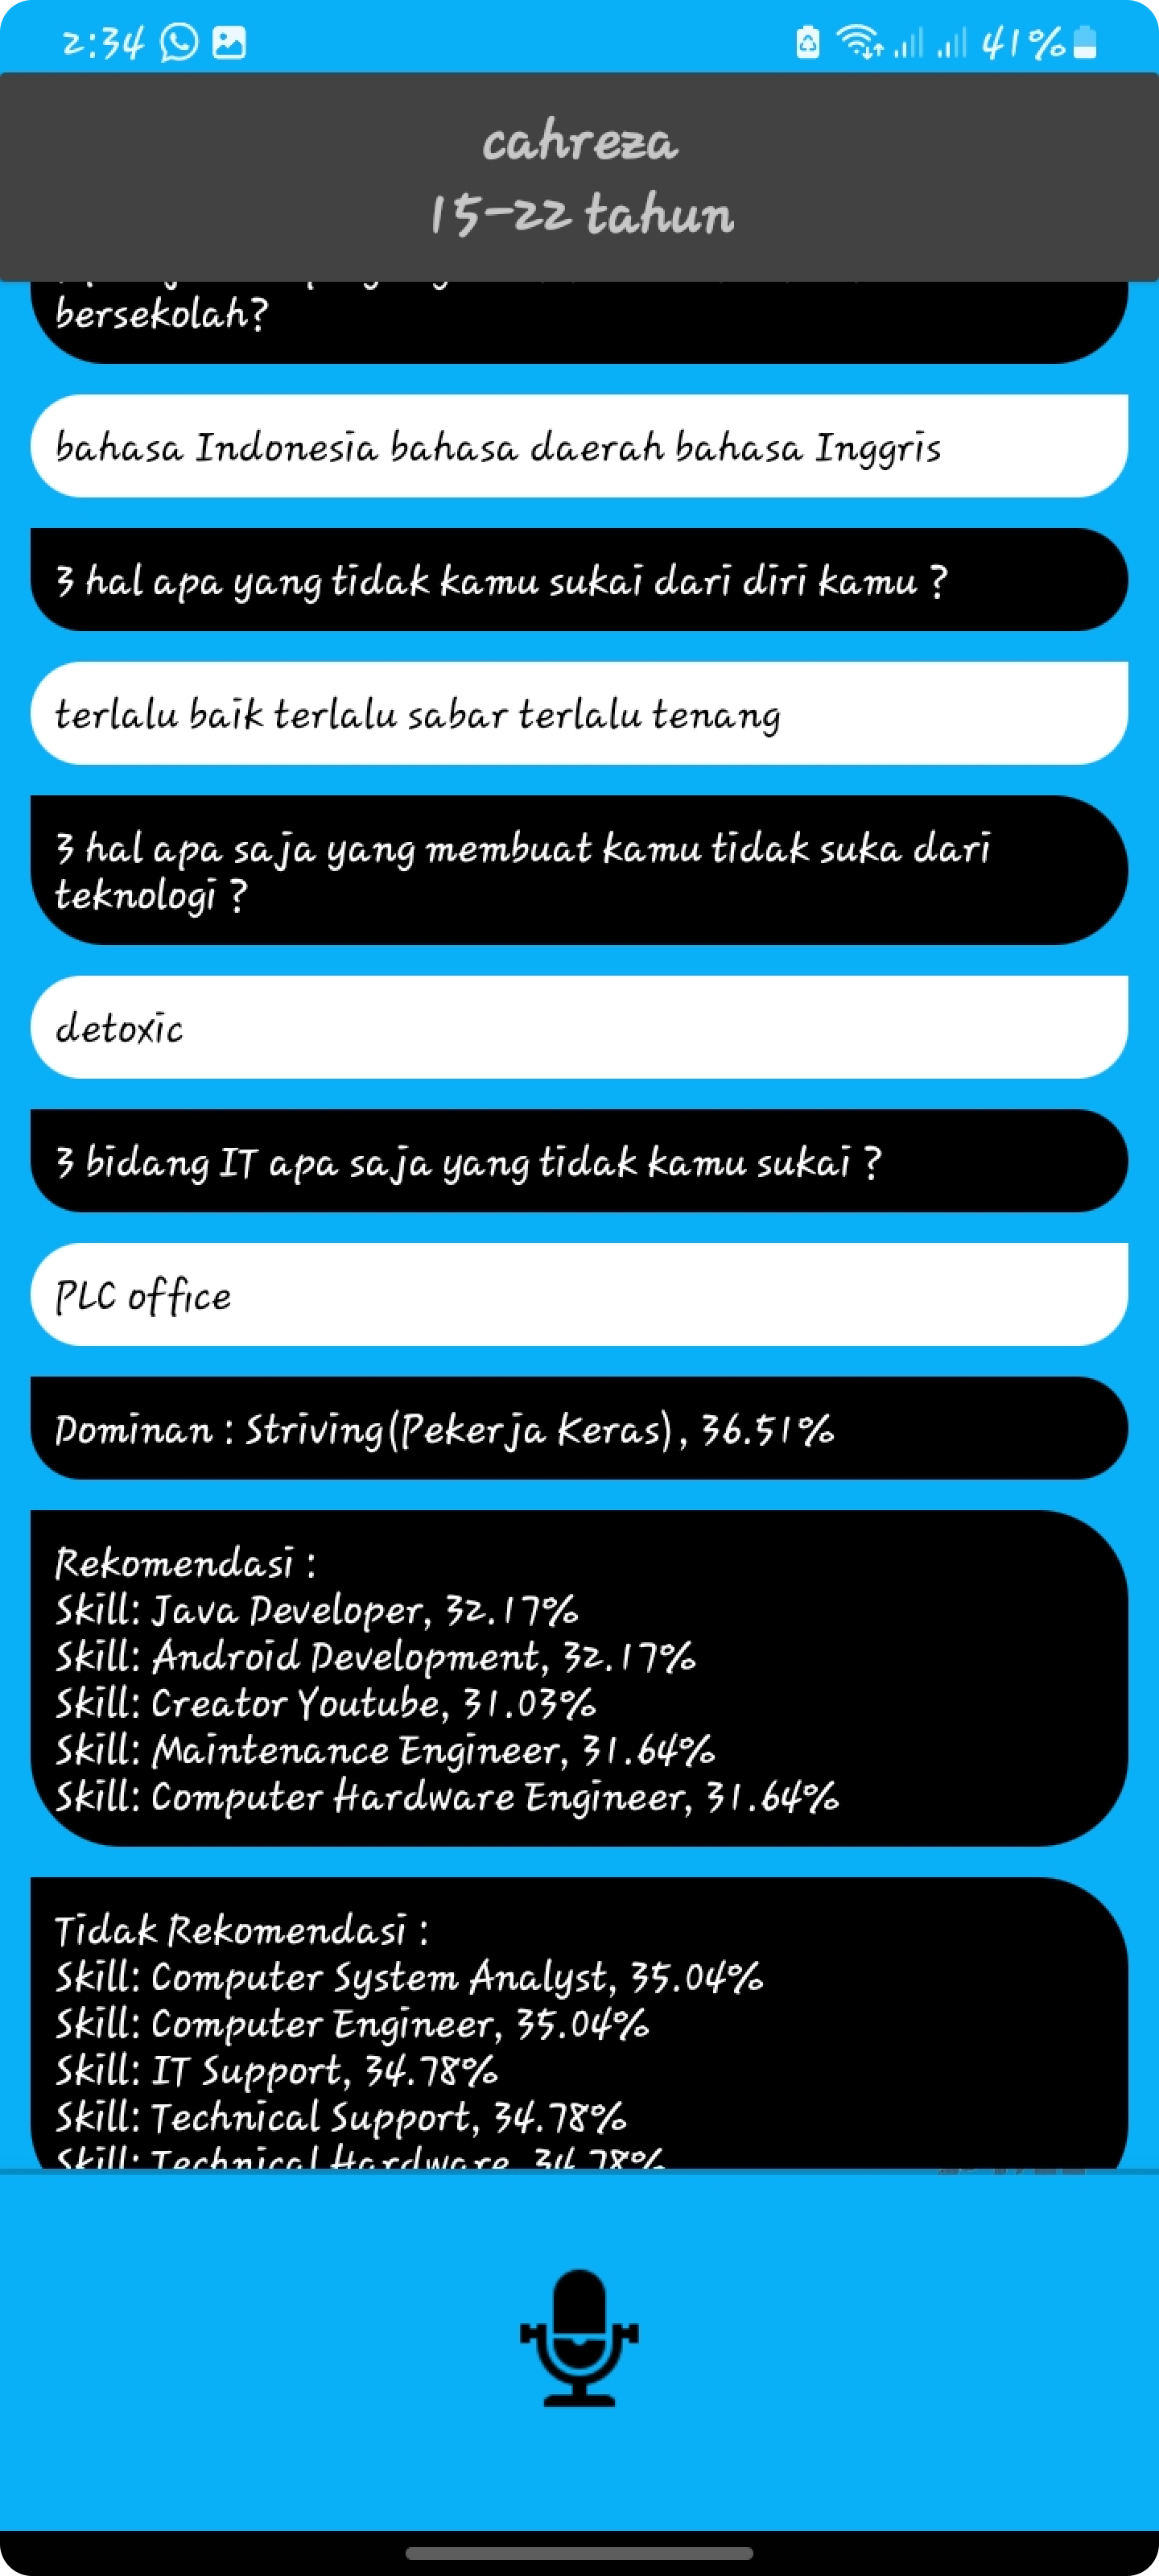 2:34
41%
cahreza
15-22 tahun
bersekolah?
bahasa Indonesia bahasa daerah bahasa Inggris
3 hal apa yang tidak kamu sukai dari diri kamu ?
terlalu baik terlalu sabar terlalu tenang
3 hal apa saja yang membuat kamu tidak suka dari
teknologi ?
detoxic
3 bidang IT apa saja yang tidak kamu sukai ?
PLC office
Dominan : Striving(Pekerja Keras) , 36.51%
Rekomendasi :
Skill: Java Developer, 32.17%
Skill: Android Development, 32.17%
Skill: Creator Youtube, 31.03%
Skill: Maintenance Engineer, 31.64%
Skill: Computer Hardware Engineer, 31.64%
Tidak Rekomendasi :
Skill: Computer System Analyst, 35.04%
Skill: Computer Engineer, 35.04%
Skill: IT Support, 34.78%
Skill: Technical Support, 34.78%
Skill: Technical Hardware, 34.78%